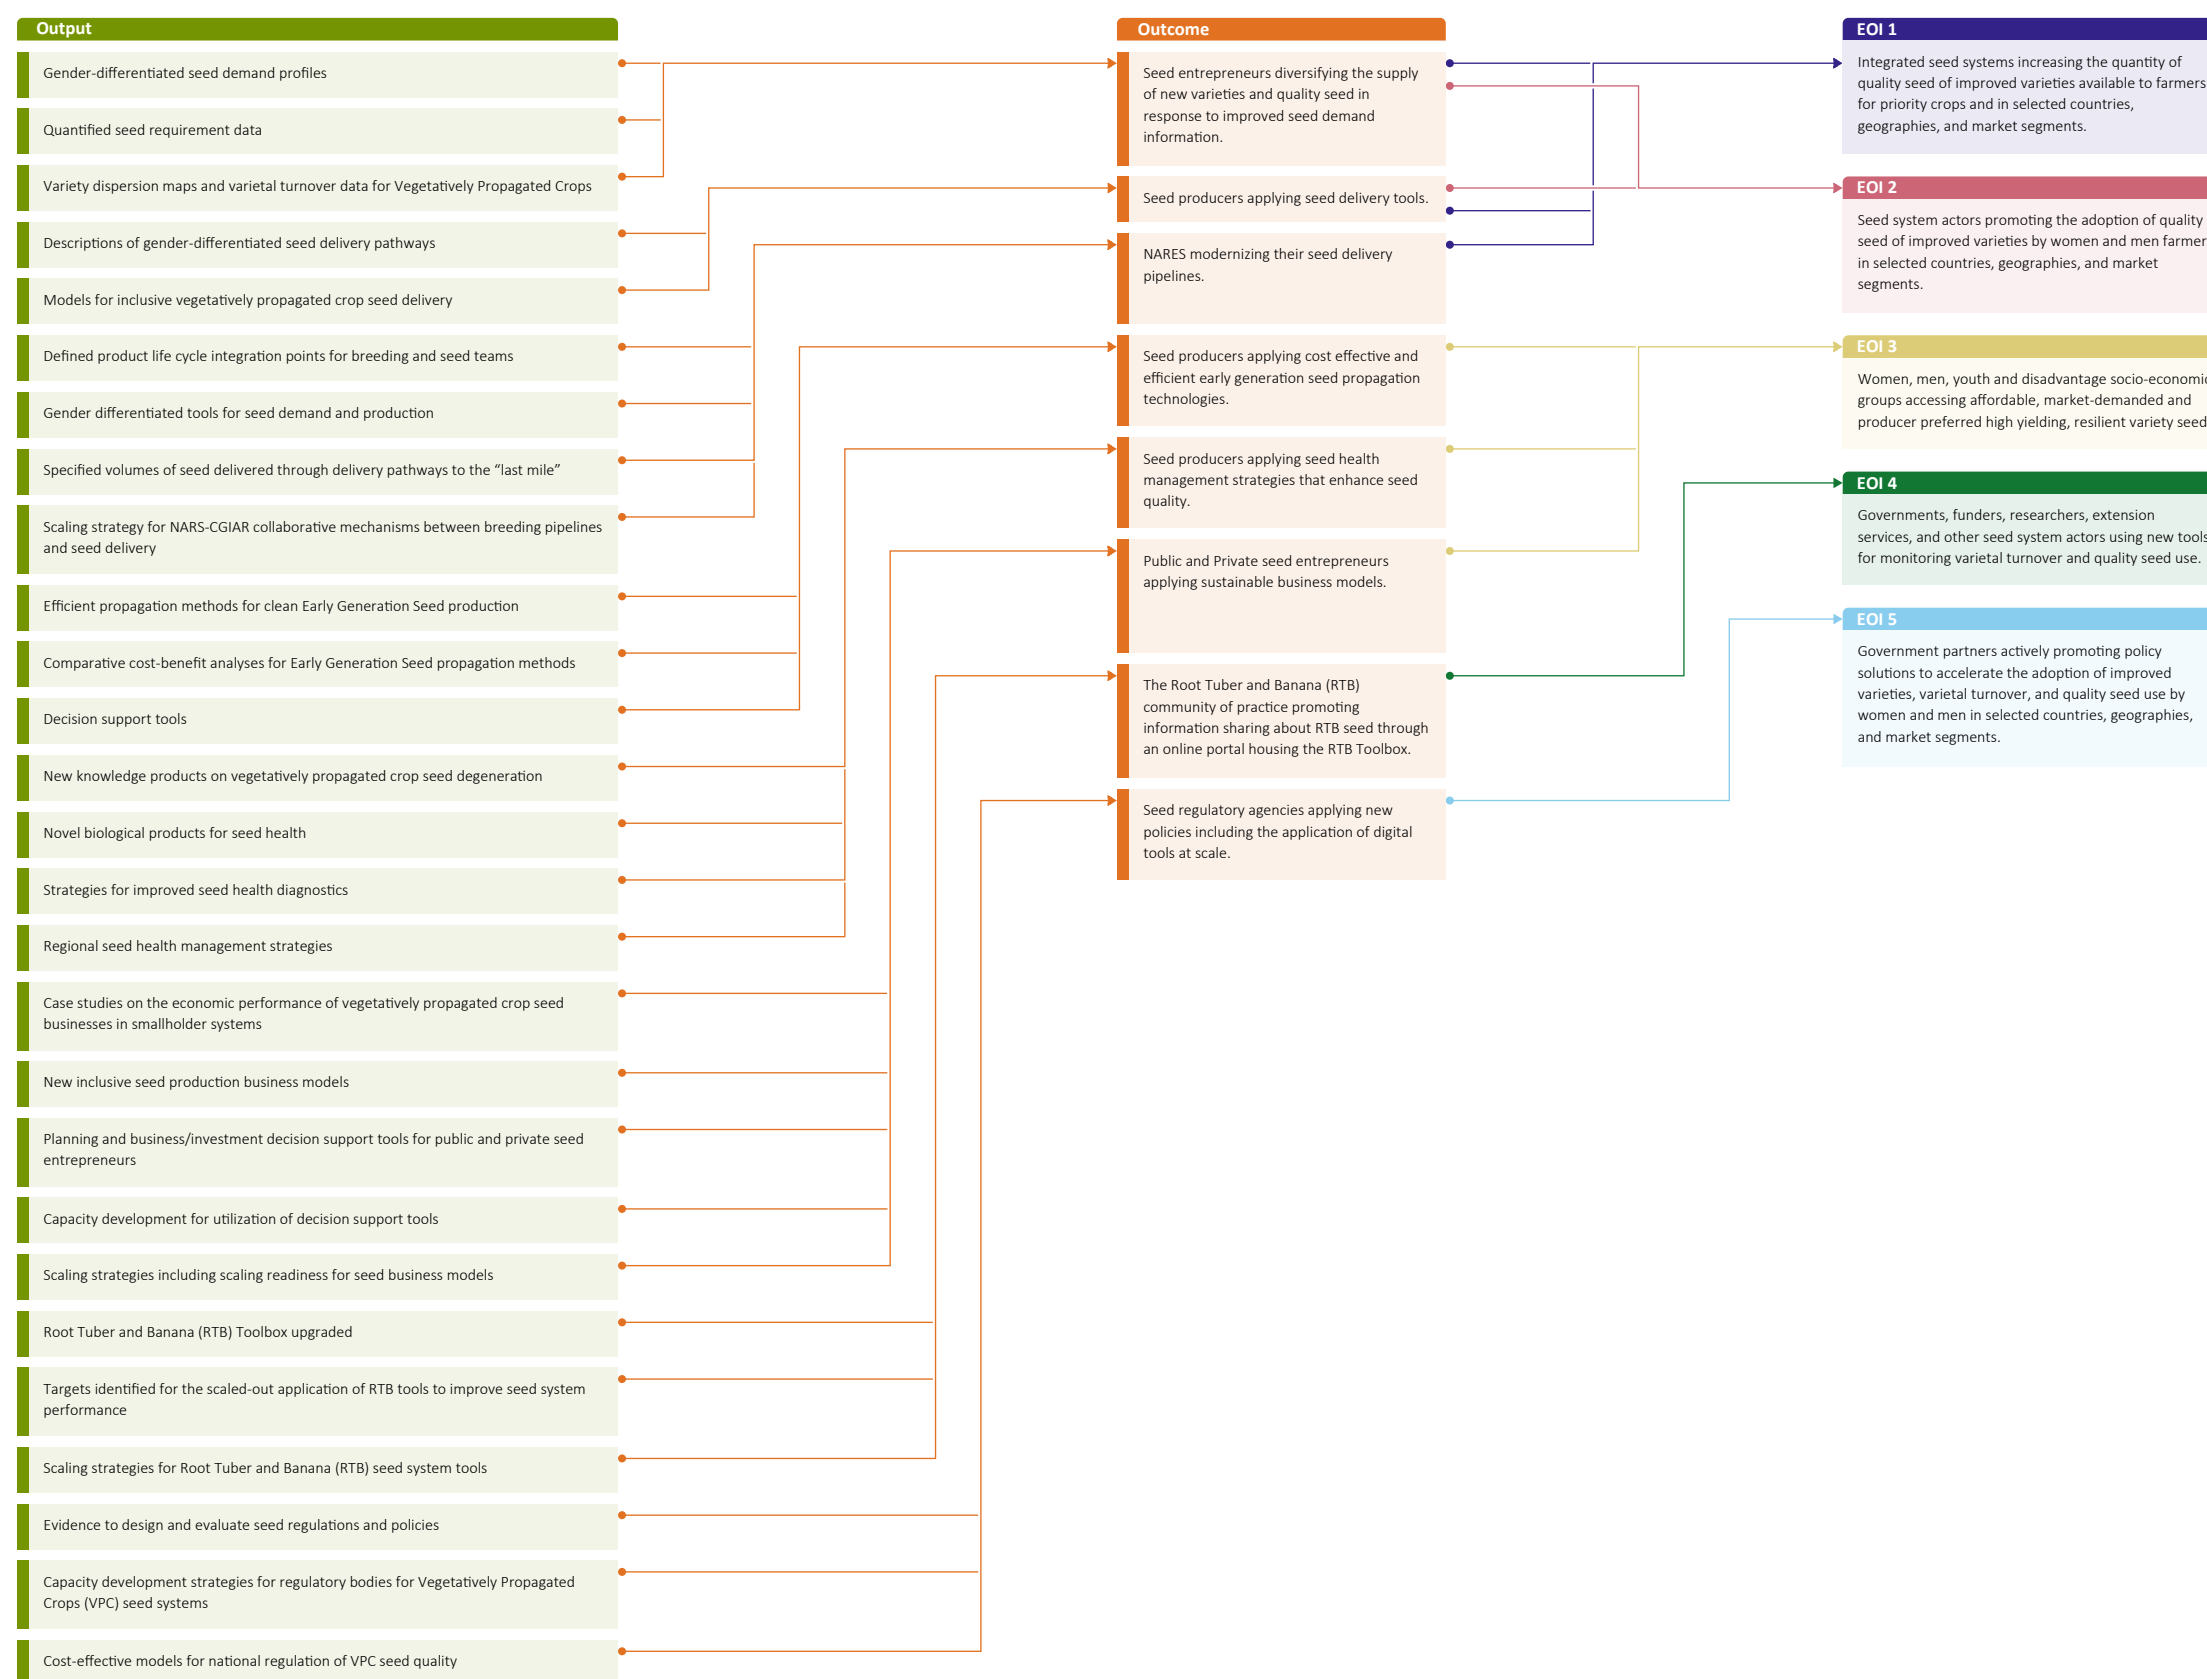 Output
Gender-differentiated seed demand profiles
Quantified seed requirement data
Variety dispersion maps and varietal turnover data for Vegetatively Propagated Crops
Descriptions of gender-differentiated seed delivery pathways
Models for inclusive vegetatively propagated crop seed delivery
Defined product life cycle integration points for breeding and seed teams
Gender differentiated tools for seed demand and production
Specified volumes of seed delivered through delivery pathways to the “last mile”
Scaling strategy for NARS-CGIAR collaborative mechanisms between breeding pipelines
and seed delivery
Efficient propagation methods for clean Early Generation Seed production
Comparative cost-benefit analyses for Early Generation Seed propagation methods
Decision support tools
New knowledge products on vegetatively propagated crop seed degeneration
Novel biological products for seed health
Strategies for improved seed health diagnostics
Regional seed health management strategies
Case studies on the economic performance of vegetatively propagated crop seed
businesses in smallholder systems
New inclusive seed production business models
Planning and business/investment decision support tools for public and private seed
entrepreneurs
Capacity development for utilization of decision support tools
Scaling strategies including scaling readiness for seed business models
Root Tuber and Banana (RTB) Toolbox upgraded
Targets identified for the scaled-out application of RTB tools to improve seed system
performance
Scaling strategies for Root Tuber and Banana (RTB) seed system tools
Evidence to design and evaluate seed regulations and policies
Capacity development strategies for regulatory bodies for Vegetatively Propagated
Crops (VPC) seed systems
Cost-effective models for national regulation of VPC seed quality
Outcome
Seed entrepreneurs diversifying the supply
of new varieties and quality seed in
response to improved seed demand
information.
Seed producers applying seed delivery tools.
NARES modernizing their seed delivery
pipelines.
Seed producers applying cost effective and
efficient early generation seed propagation
technologies.
Seed producers applying seed health
management strategies that enhance seed
quality.
Public and Private seed entrepreneurs
applying sustainable business models.
The Root Tuber and Banana (RTB)
community of practice promoting
information sharing about RTB seed through
an online portal housing the RTB Toolbox.
Seed regulatory agencies applying new
policies including the application of digital
tools at scale.
EOI 1
Integrated seed systems increasing the quantity of
quality seed of improved varieties available to farmers
for priority crops and in selected countries,
geographies, and market segments.
EOI 2
Seed system actors promoting the adoption of quality
seed of improved varieties by women and men farmer
in selected countries, geographies, and market
segments.
EOI 3
Women, men, youth and disadvantage socio-economic
groups accessing affordable, market-demanded and
producer preferred high yielding, resilient variety seed
EOI 4
Governments, funders, researchers, extension
services, and other seed system actors using new tools
for monitoring varietal turnover and quality seed use.
EOI 5
Government partners actively promoting policy
solutions to accelerate the adoption of improved
varieties, varietal turnover, and quality seed use by
women and men in selected countries, geographies,
and market segments.